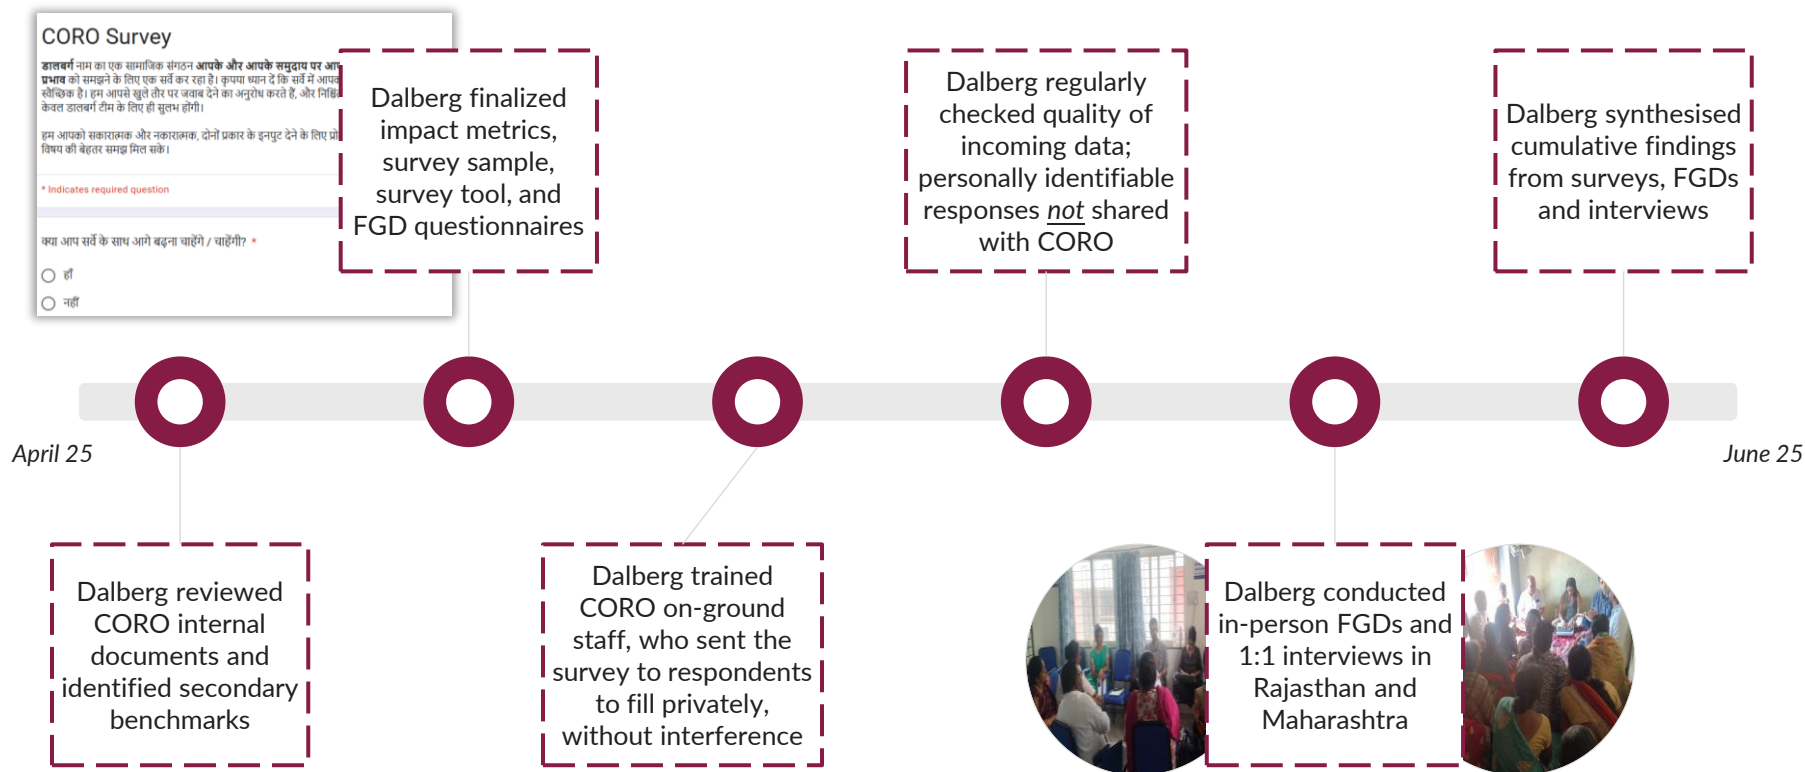 CORO Survey
डालबर्ग नाम का एक सामाजिक संगठन आपके और आपके समुदाय पर
प्रभाव को समझने के लिए एक सर्वे कर रहा है। कृपया ध्यान दें कि सर्वे में
स्वैच्छिक है। हम आपसे खुले तौर पर जवाब देने का अनुरोध करते हैं, और
केवल डालबर्ग टीम के लिए ही सुलभ होंगी।
हम आपको सकारात्मक और नकारात्मक, दोनों प्रकार के इनपुट देने के लिए
विषय की बेहतर समझ मिल सके।
* Indicates required question
क्या आप सर्वे के साथ आगे बढ़ना चाहेंगे / चाहेंगी? *
हाँ
नहीं
Dalberg finalized
impact metrics,
survey sample,
survey tool, and
FGD questionnaires
Dalberg regularly
checked quality of
incoming data;
personally identifiable
responses not shared
with CORO
Dalberg synthesised
cumulative findings
from surveys, FGDs
and interviews
April 25
June 25
Dalberg reviewed
CORO internal
documents and
identified secondary
benchmarks
Dalberg trained
CORO on-ground
staff, who sent the
survey to respondents
to fill privately,
without interference
Dalberg conducted
in-person FGDs and
1:1 interviews in
Rajasthan and
Maharashtra